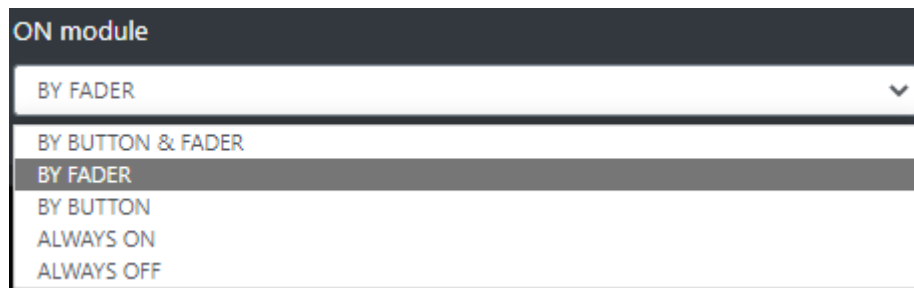 ON module
BY FADER
BY BUTTON & FADER
BY FADER
BY BUTTON
ALWAYS ON
ALWAYS OFF